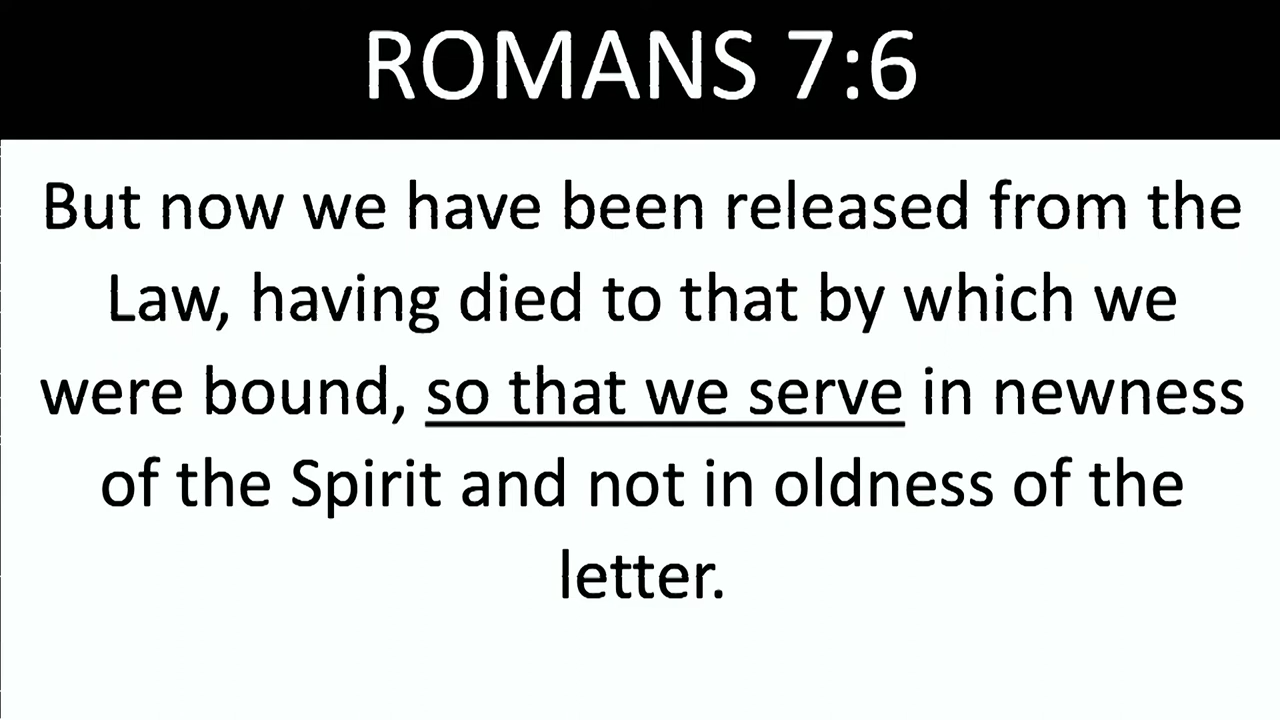 ROMANS 7:6
But now we have been released from the
Law, having died to that by which we
were bound, so that we serve in newness
of the Spirit and not in oldness of the
letter.